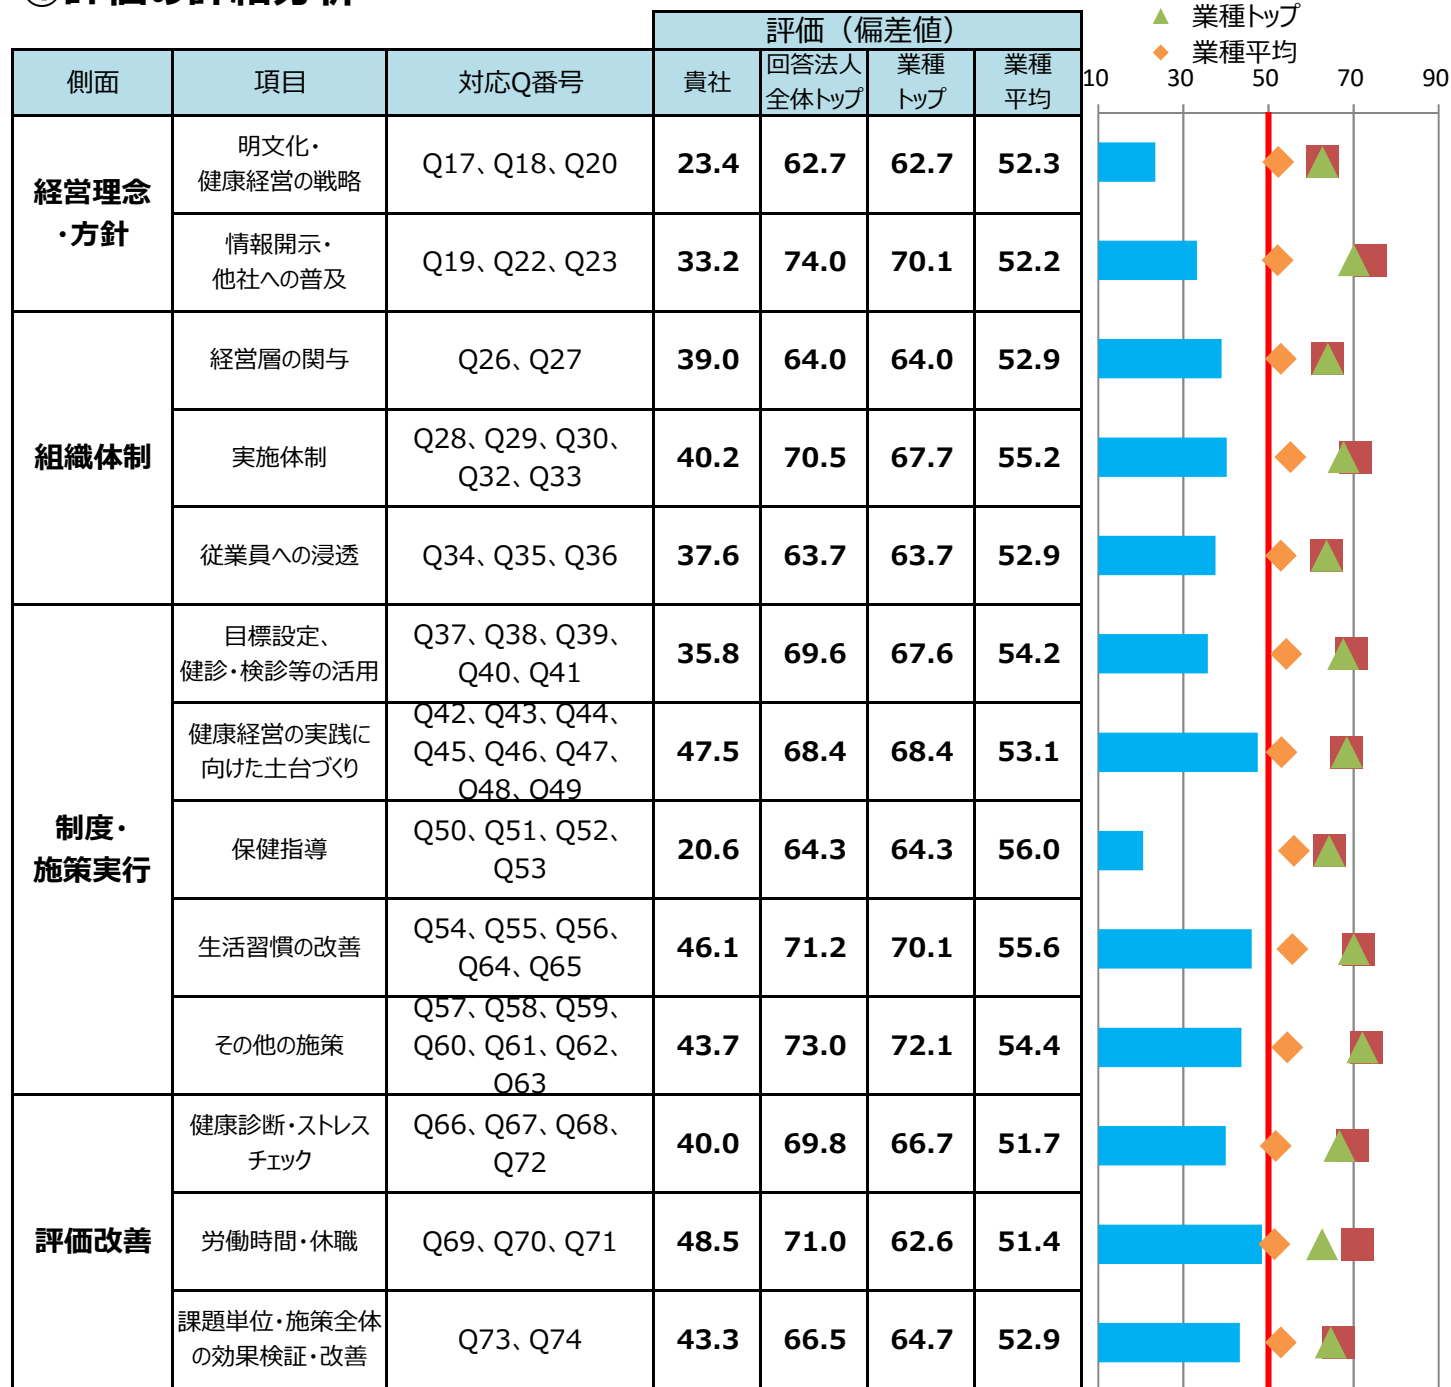 評価（偏差値）
▲ 業種トップ
◆ 業種平均
側面 項目 対応Q番号 貴社 回答法人 業種 業種
全体トップ トップ 平均
10 30 50 70 90
経営理念
・方針
明文化・
健康経営の戦略
Q17、Q18、Q20 23.4 62.7 62.7 52.3
情報開示・
他社への普及
Q19、Q22、Q23 33.2 74.0 70.1 52.2
組織体制
経営層の関与 Q26、Q27 39.0 64.0 64.0 52.9
実施体制
Q28、Q29、Q30、
Q32、Q33
40.2 70.5 67.7 55.2
従業員への浸透 Q34、Q35、Q36 37.6 63.7 63.7 52.9
制度・
施策実行
目標設定、
健診・検診等の活用
Q37、Q38、Q39、
Q40、Q41
35.8 69.6 67.6 54.2
健康経営の実践に
向けた土台づくり
Q42、Q43、Q44、
Q45、Q46、Q47、
Q48、Q49
47.5 68.4 68.4 53.1
保健指導
Q50、Q51、Q52、
Q53
20.6 64.3 64.3 56.0
生活習慣の改善
Q54、Q55、Q56、
Q64、Q65
46.1 71.2 70.1 55.6
その他の施策
Q57、Q58、Q59、
Q60、Q61、Q62、
Q63
43.7 73.0 72.1 54.4
評価改善
健康診断・ストレス
チェック
Q66、Q67、Q68、
Q72
40.0 69.8 66.7 51.7
労働時間・休職 Q69、Q70、Q71 48.5 71.0 62.6 51.4
課題単位・施策全体
の効果検証・改善
Q73、Q74 43.3 66.5 64.7 52.9